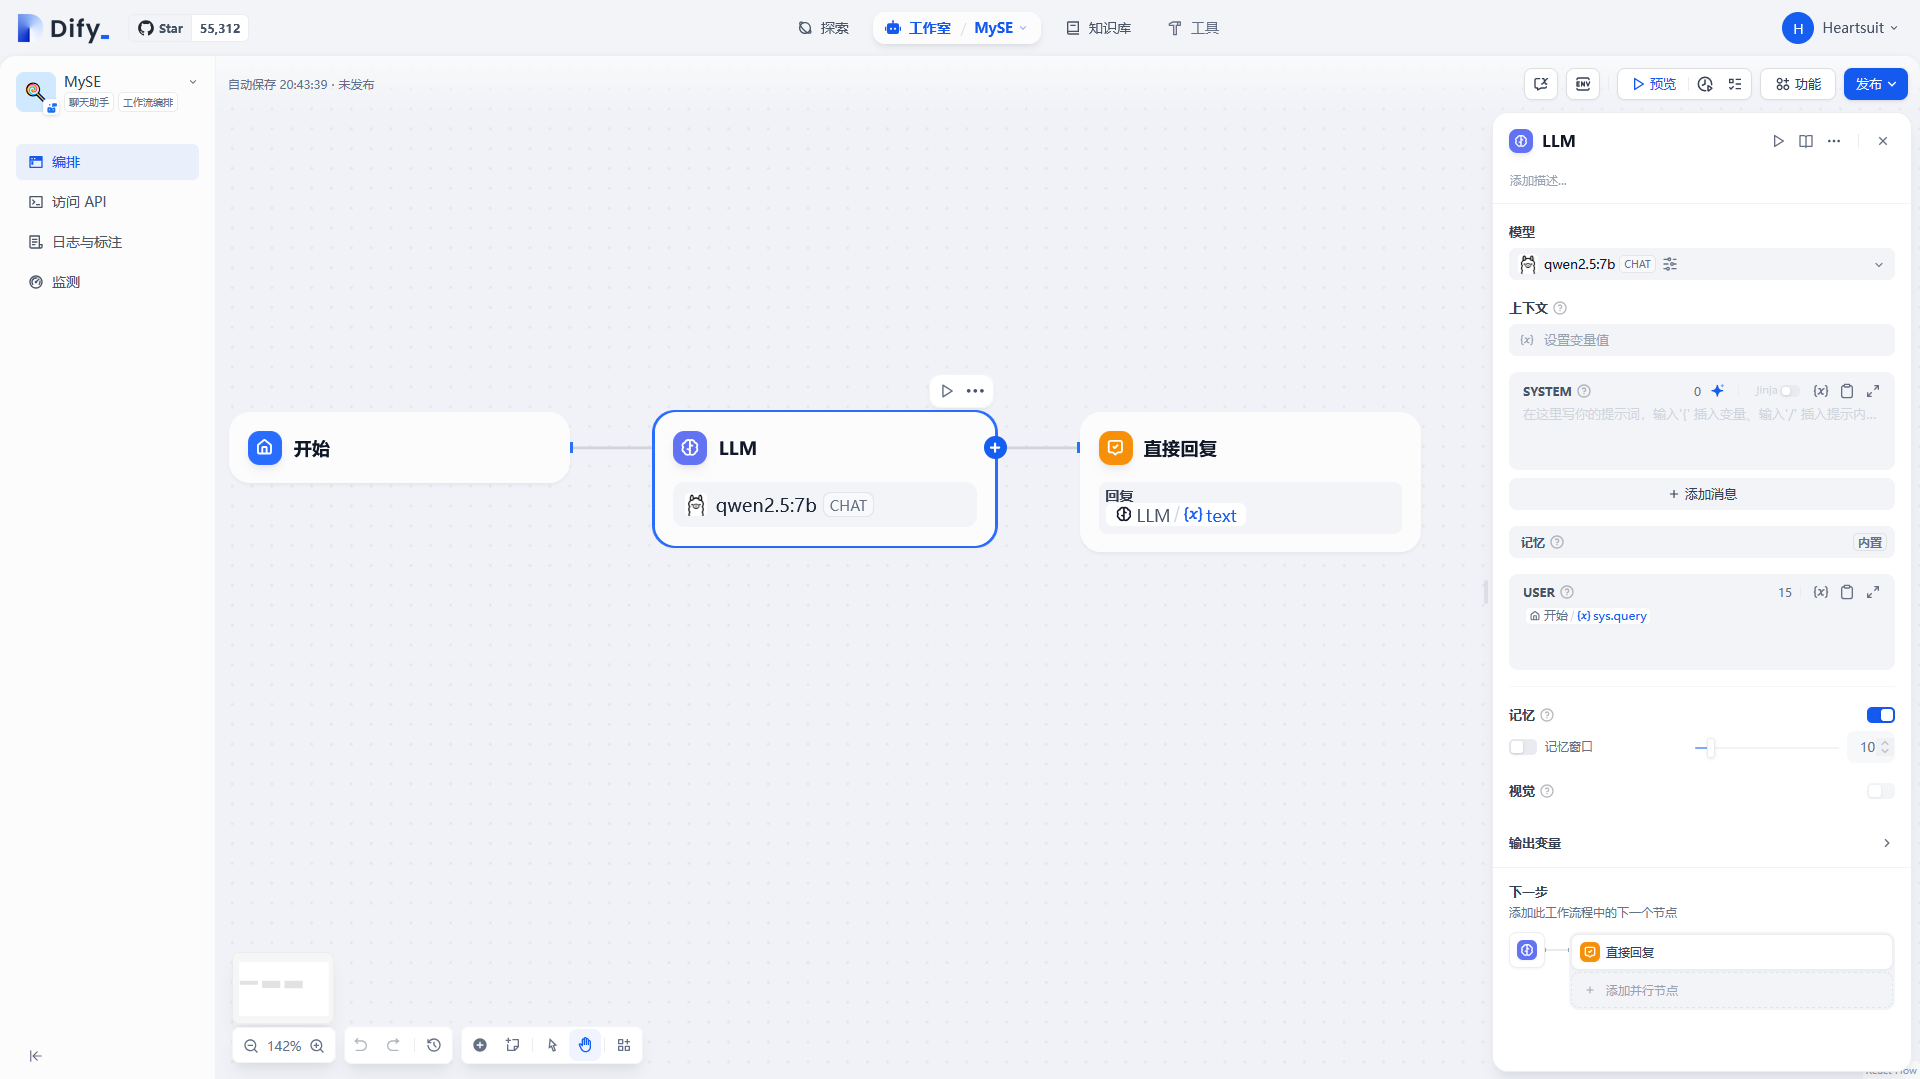 Dify_
Star 55,312
探索
工作室 / MySE
知识库
工具
H Heartsuit
MySE
聊天助手 工作流编排
编排
访问 API
日志与标注
监测
自动保存 20:43:39 · 未发布
ENV
预览
功能
发布
开始
LLM
qwen2.5:7b CHAT
直接回复
回复
LLM / {x} text
142%
LLM
添加描述...
模型
qwen2.5:7b CHAT
上下文
{x} 设置变量值
SYSTEM 0 Jinja {x}
在这里写你的提示词，输入'{' 插入变量、输入'/' 插入提示内...
+ 添加消息
记忆 内置
USER 15 {x}
开始 / {x} sys.query
记忆
记忆窗口 10
视觉
输出变量
下一步
添加此工作流程中的下一个节点
直接回复
+ 添加并行节点